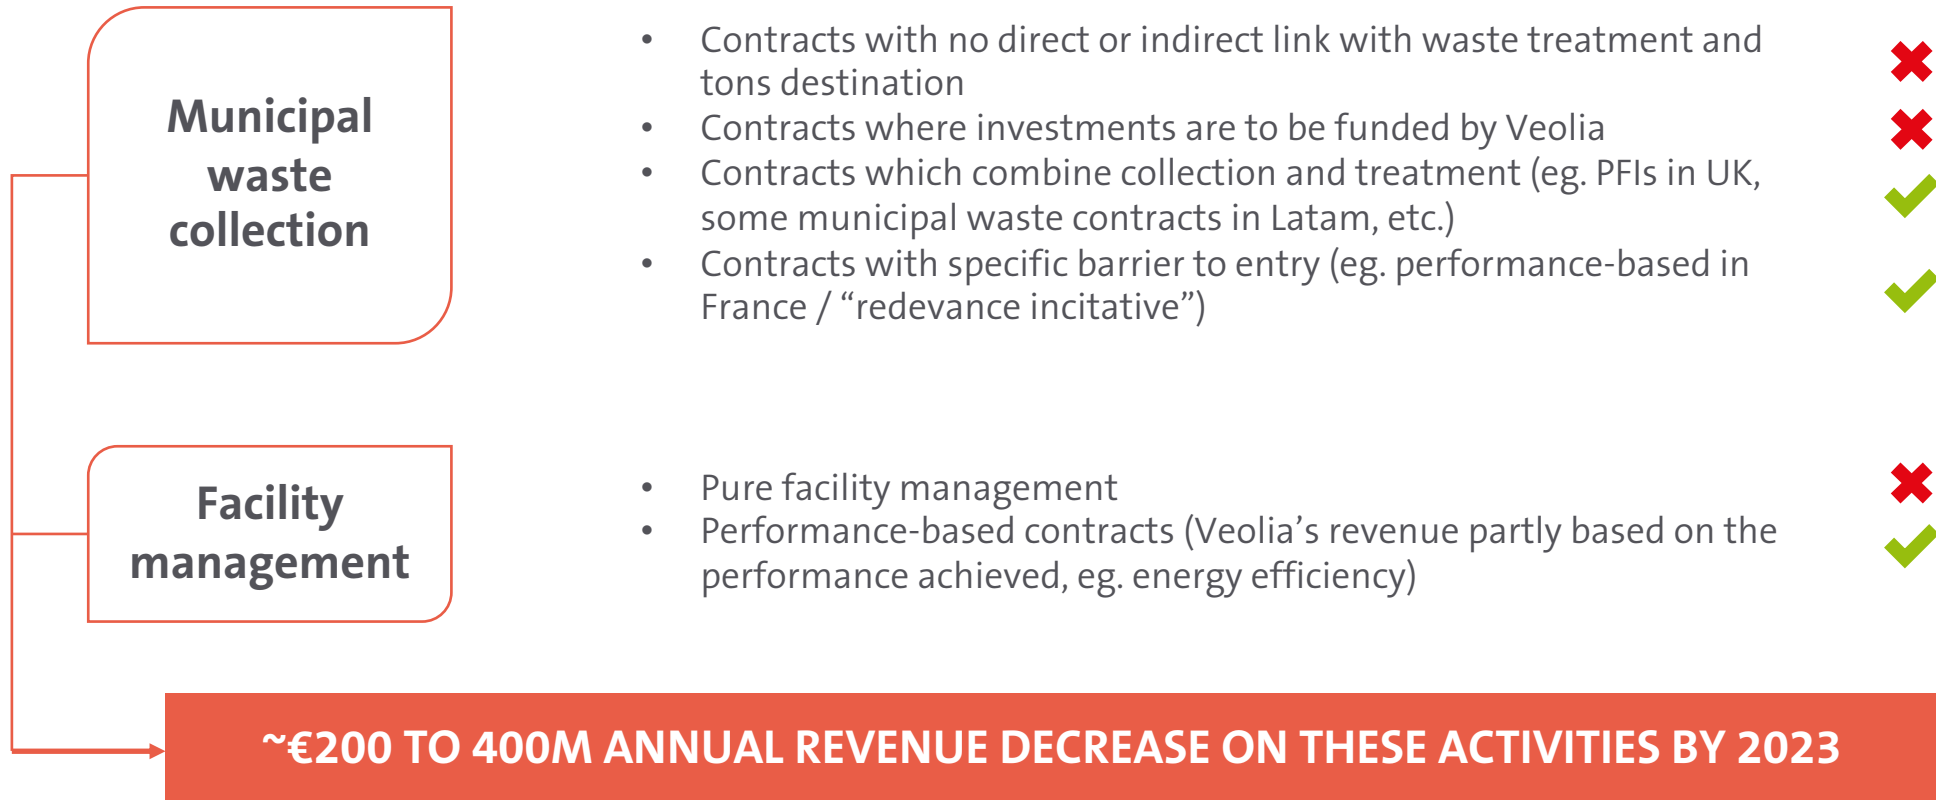 Municipal
waste
collection
• Contracts with no direct or indirect link with waste treatment and
tons destination
• Contracts where investments are to be funded by Veolia
• Contracts which combine collection and treatment (eg. PFIs in UK,
some municipal waste contracts in Latam, etc.)
• Contracts with specific barrier to entry (eg. performance-based in
France / “redevance incitative”)
Facility
management
• Pure facility management
• Performance-based contracts (Veolia’s revenue partly based on the
performance achieved, eg. energy efficiency)
~€200 TO 400M ANNUAL REVENUE DECREASE ON THESE ACTIVITIES BY 2023